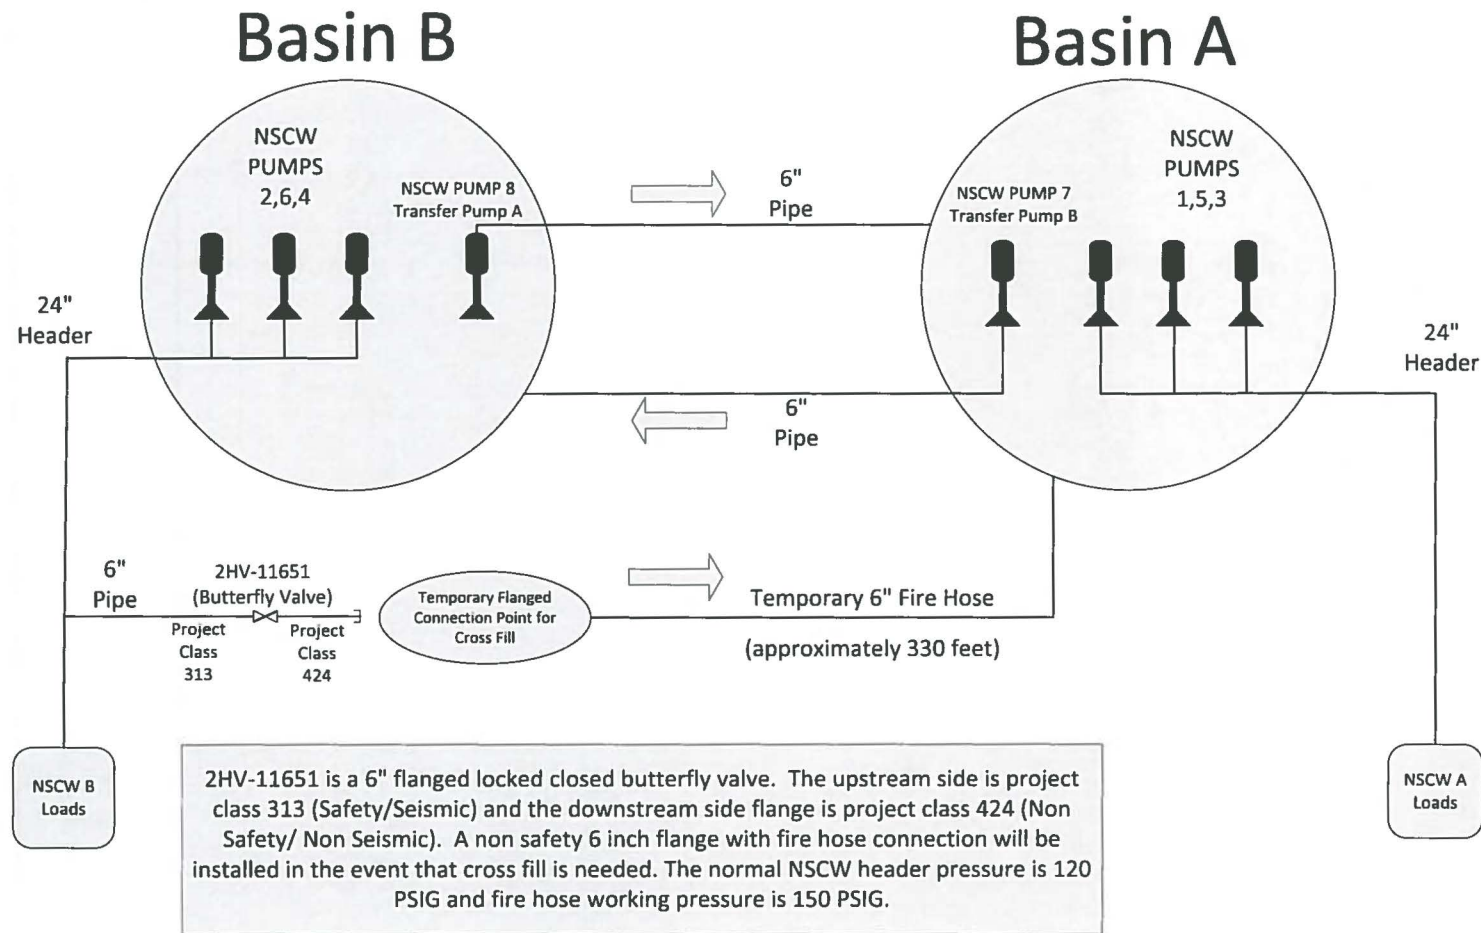 Basin B
Basin A
NSCW
PUMPS
2,6,4
NSCW PUMP 8
Transfer Pump A
6"
Pipe
NSCW PUMP 7
Transfer Pump B
NSCW
PUMPS
1,5,3
24"
Header
24"
Header
6"
Pipe
6"
Pipe
2HV-11651
(Butterfly Valve)
Project
Class
313
Project
Class
424
Temporary Flanged
Connection Point for
Cross Fill
Temporary 6" Fire Hose
(approximately 330 feet)
NSCW B
Loads
NSCW A
Loads
2HV-11651 is a 6" flanged locked closed butterfly valve. The upstream side is project
class 313 (Safety/Seismic) and the downstream side flange is project class 424 (Non
Safety/ Non Seismic). A non safety 6 inch flange with fire hose connection will be
installed in the event that cross fill is needed. The normal NSCW header pressure is 120
PSIG and fire hose working pressure is 150 PSIG.